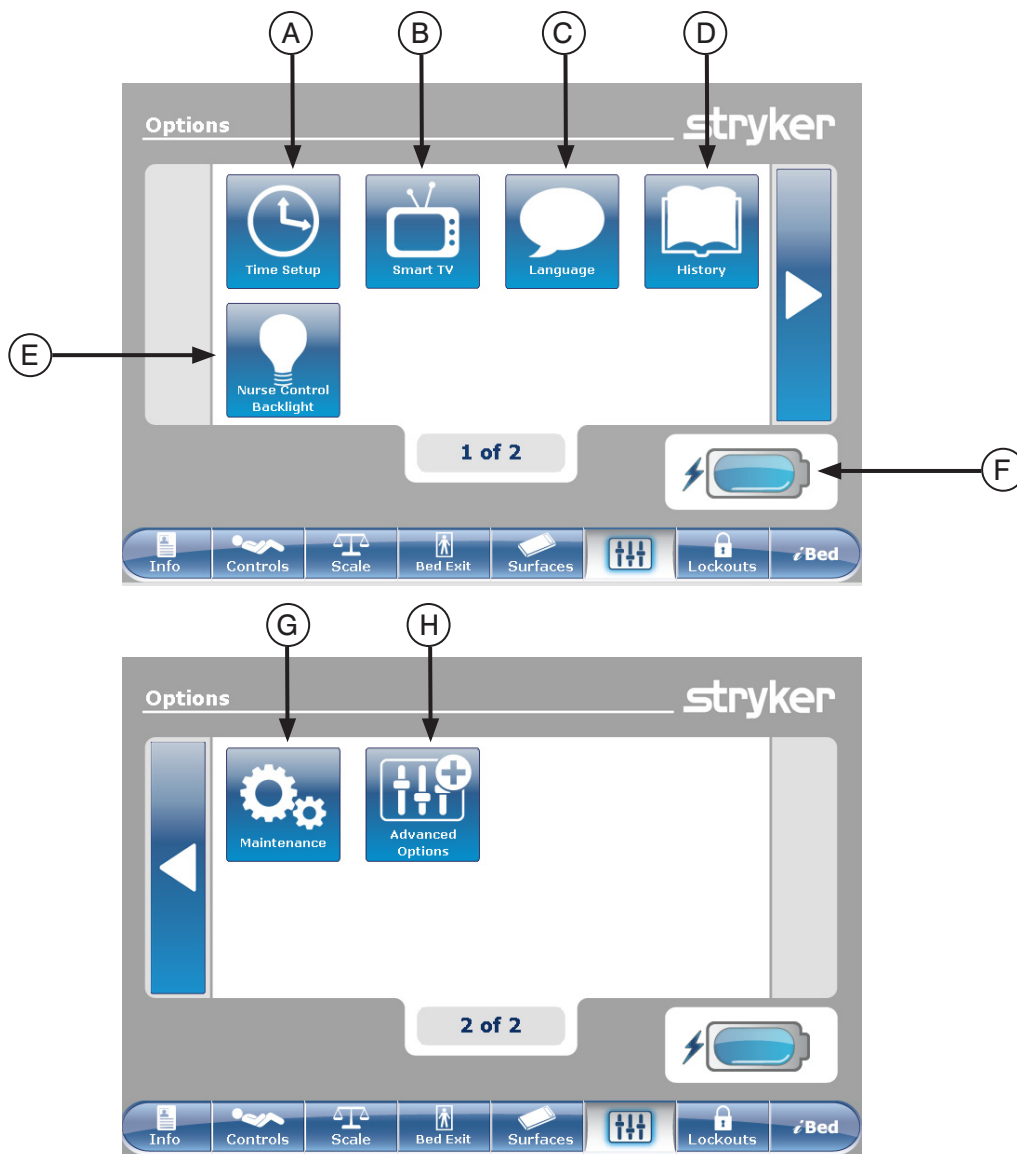 A B C D
Options stryker
Time Setup Smart TV Language History
E
Nurse Control
Backlight
1 of 2
F
Info Controls Scale Bed Exit Surfaces Lockouts iBed
G H
Options stryker
Maintenance Advanced
Options
2 of 2
Info Controls Scale Bed Exit Surfaces Lockouts iBed